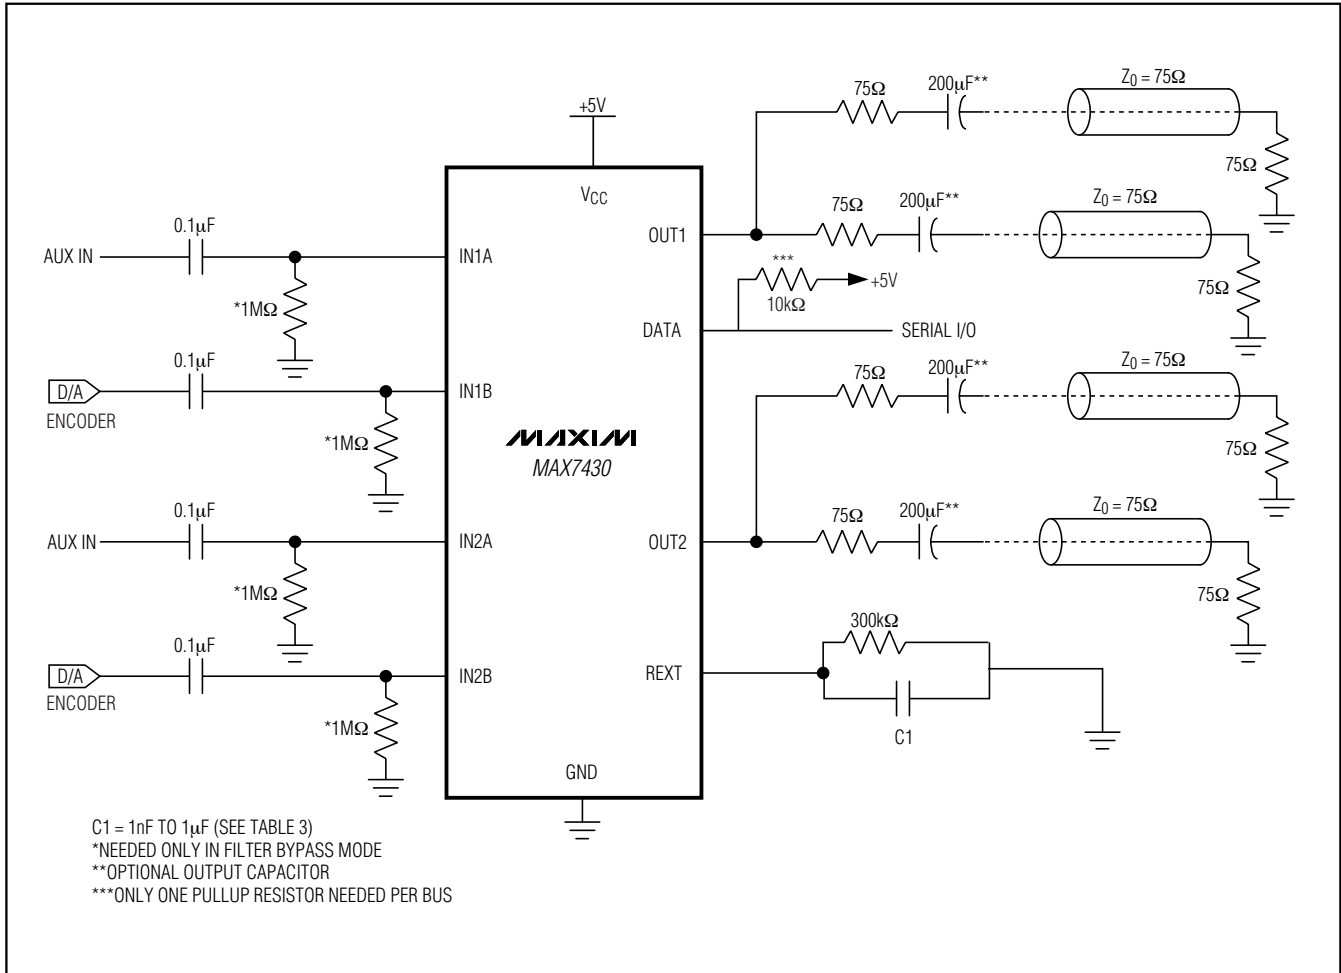 +5V
VCC
75Ω
200μF**
Z0 = 75Ω
75Ω
OUT1
75Ω
200μF**
Z0 = 75Ω
75Ω
AUX IN
0.1μF
*1MΩ
IN1A
***
10kΩ
+5V
DATA
SERIAL I/O
D/A
ENCODER
0.1μF
*1MΩ
IN1B
75Ω
200μF**
Z0 = 75Ω
75Ω
MAXIM
MAX7430
AUX IN
0.1μF
*1MΩ
IN2A
OUT2
75Ω
200μF**
Z0 = 75Ω
75Ω
D/A
ENCODER
0.1μF
*1MΩ
IN2B
REXT
300kΩ
C1
GND
C1 = 1nF TO 1μF (SEE TABLE 3)
*NEEDED ONLY IN FILTER BYPASS MODE
**OPTIONAL OUTPUT CAPACITOR
***ONLY ONE PULLUP RESISTOR NEEDED PER BUS